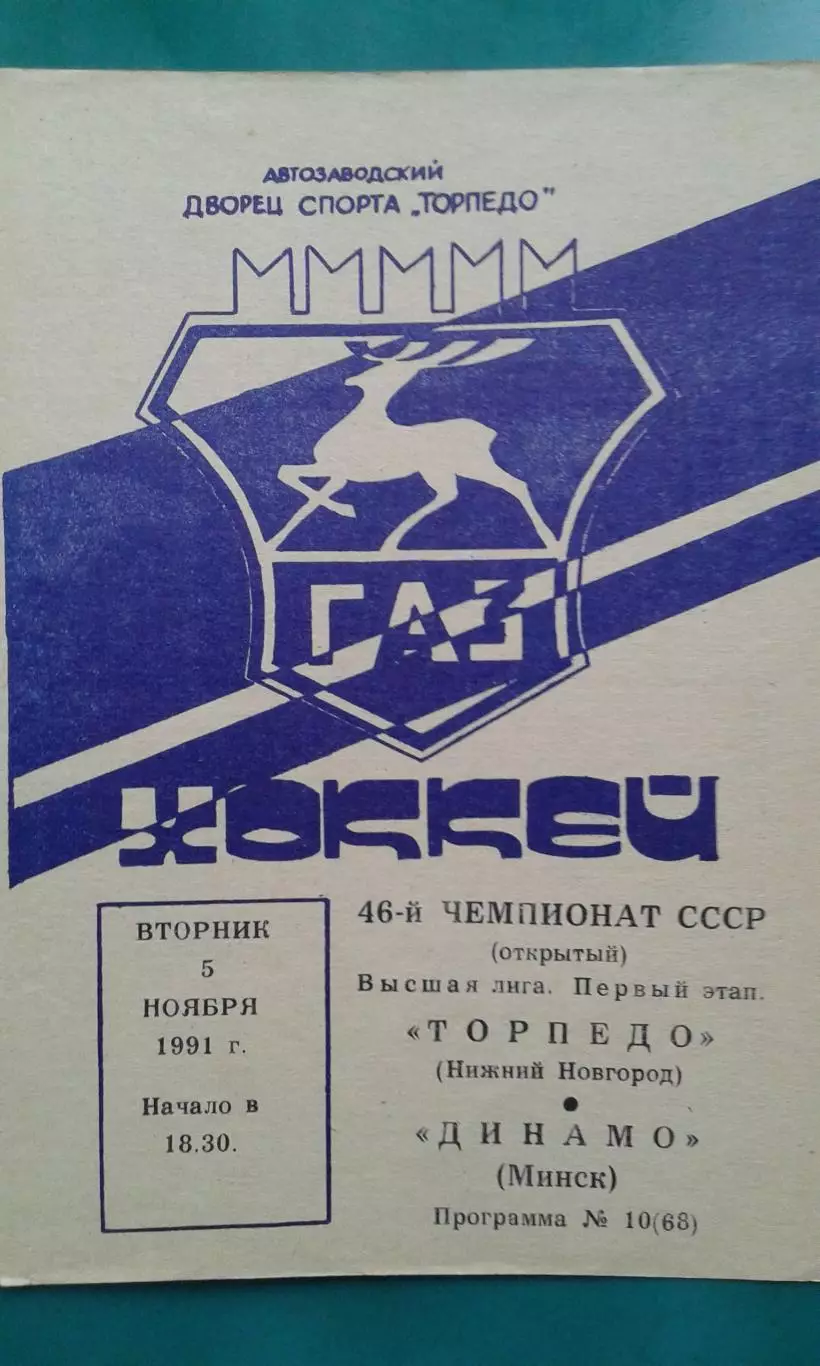 АВТОЗАВОДСКИЙ
ДВОРЕЦ СПОРТА „ТОРПЕДО"
ГАЗ
ХОККЕЙ
ВТОРНИК
5
НОЯБРЯ
1991 г.
Начало в
18.30.
46-й ЧЕМПИОНАТ СССР
(открытый)
Высшая лига. Первый этап.
«ТОРПЕДО»
(Нижний Новгород)
●
«ДИНАМО»
(Минск)
Программа № 10(68)